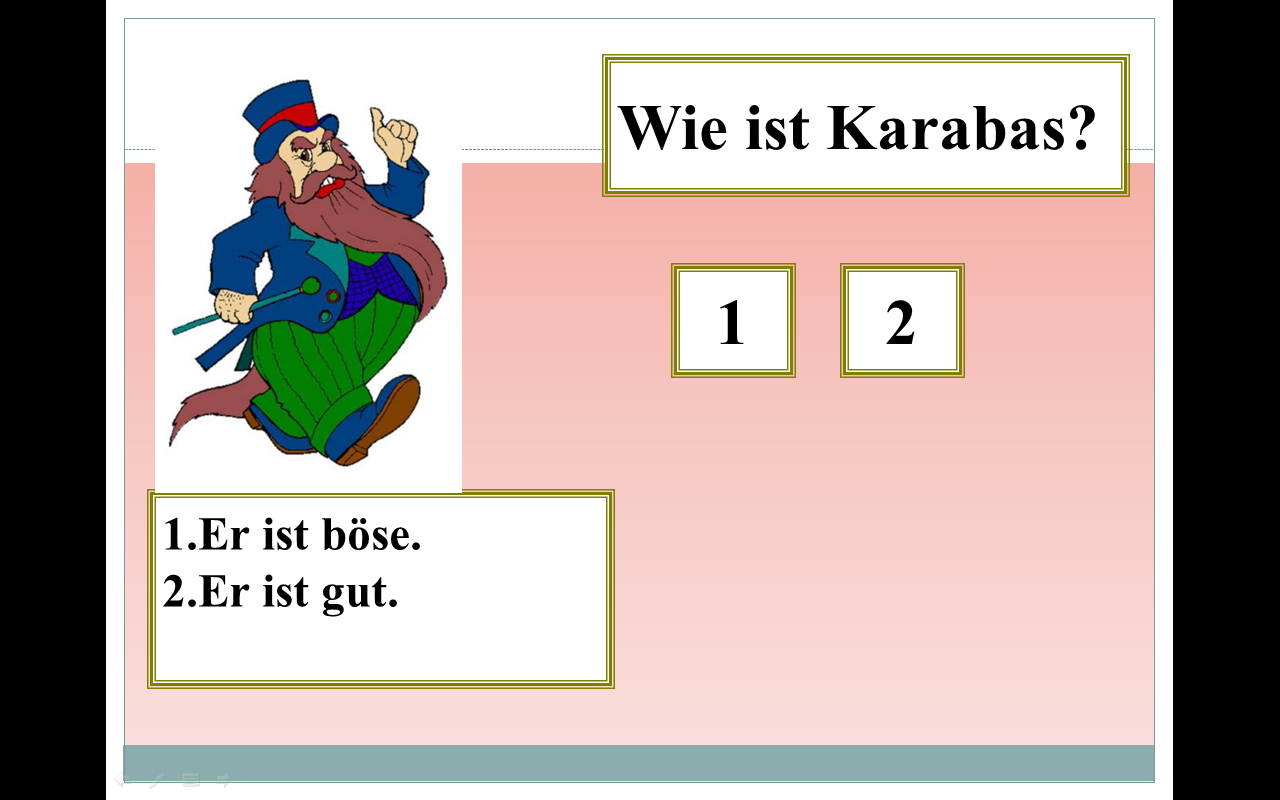 Wie ist Karabas?
1
2
1.Er ist böse.
2.Er ist gut.